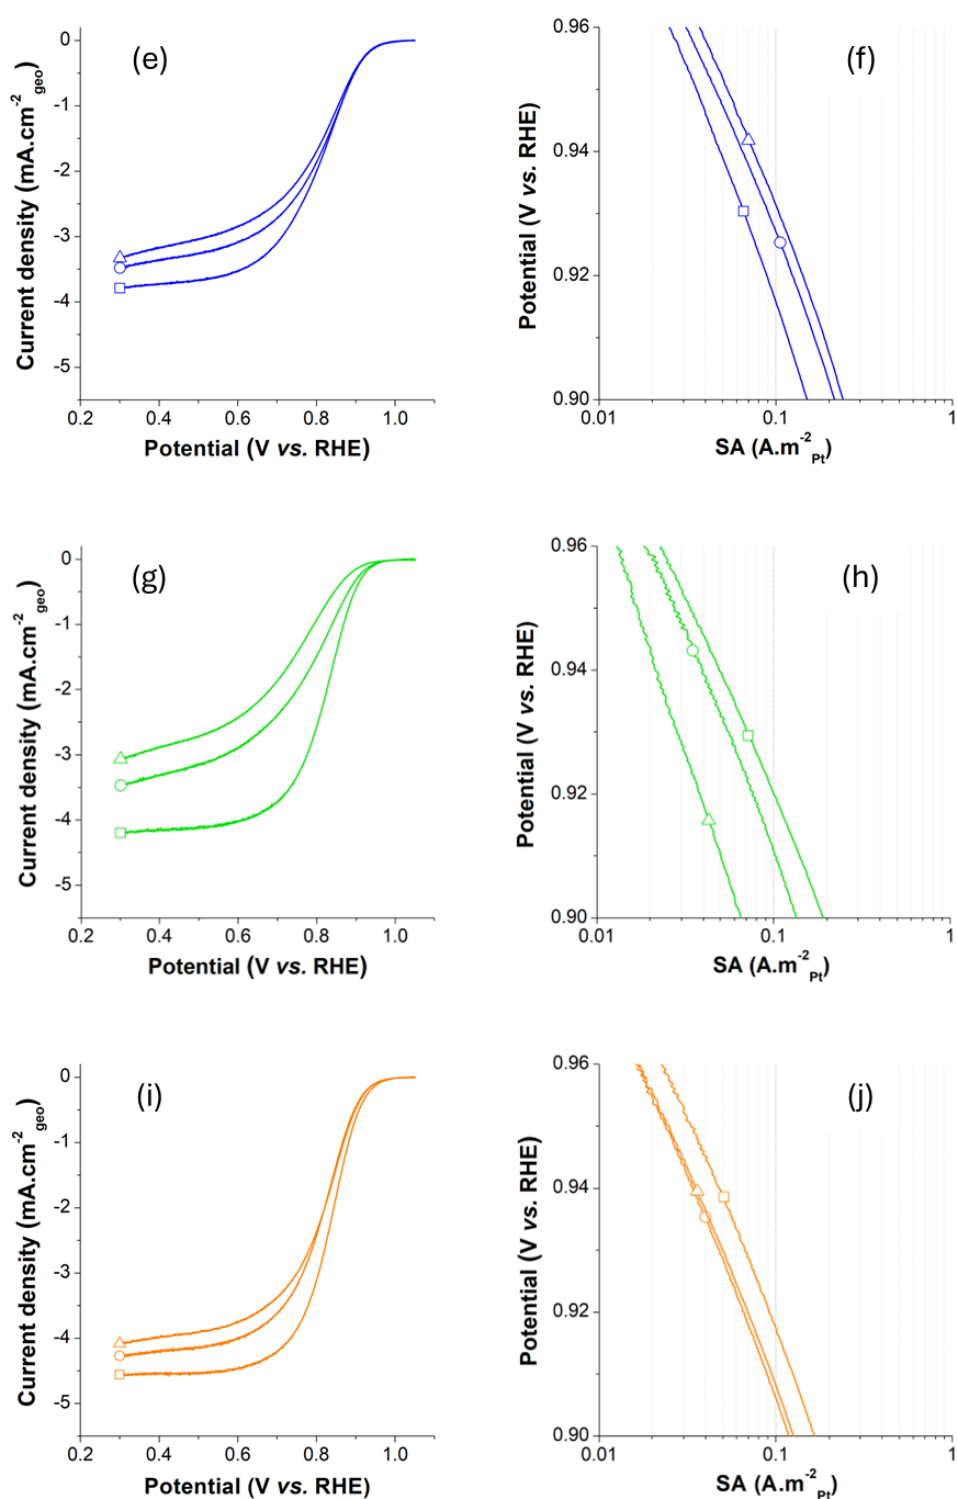 (e)
Current density (mA.cm-2geo)
0
-1
-2
-3
-4
-5
0.2 0.4 0.6 0.8 1.0
Potential (V vs. RHE)
(f)
Potential (V vs. RHE)
0.96
0.94
0.92
0.90
0.01 0.1 1
SA (A.m-2Pt)
(g)
Current density (mA.cm-2geo)
0
-1
-2
-3
-4
-5
0.2 0.4 0.6 0.8 1.0
Potential (V vs. RHE)
(h)
Potential (V vs. RHE)
0.96
0.94
0.92
0.90
0.01 0.1 1
SA (A.m-2Pt)
(i)
Current density (mA.cm-2geo)
0
-1
-2
-3
-4
-5
0.2 0.4 0.6 0.8 1.0
Potential (V vs. RHE)
(j)
Potential (V vs. RHE)
0.96
0.94
0.92
0.90
0.01 0.1 1
SA (A.m-2Pt)